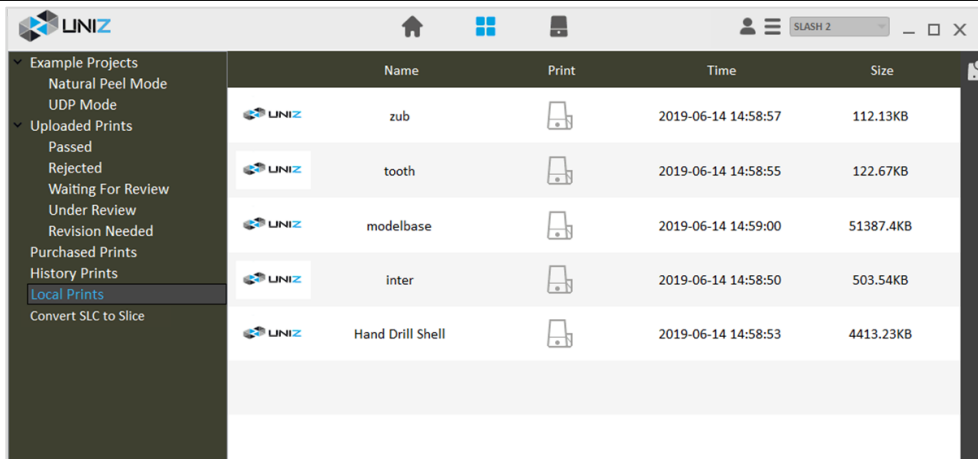 UNIZ
SLASH 2
Example Projects
Natural Peel Mode
UDP Mode
Uploaded Prints
Passed
Rejected
Waiting For Review
Under Review
Revision Needed
Purchased Prints
History Prints
Local Prints
Convert SLC to Slice
Name Print Time Size
UNIZ zub 2019-06-14 14:58:57 112.13KB
UNIZ tooth 2019-06-14 14:58:55 122.67KB
UNIZ modelbase 2019-06-14 14:59:00 51387.4KB
UNIZ inter 2019-06-14 14:58:50 503.54KB
UNIZ Hand Drill Shell 2019-06-14 14:58:53 4413.23KB